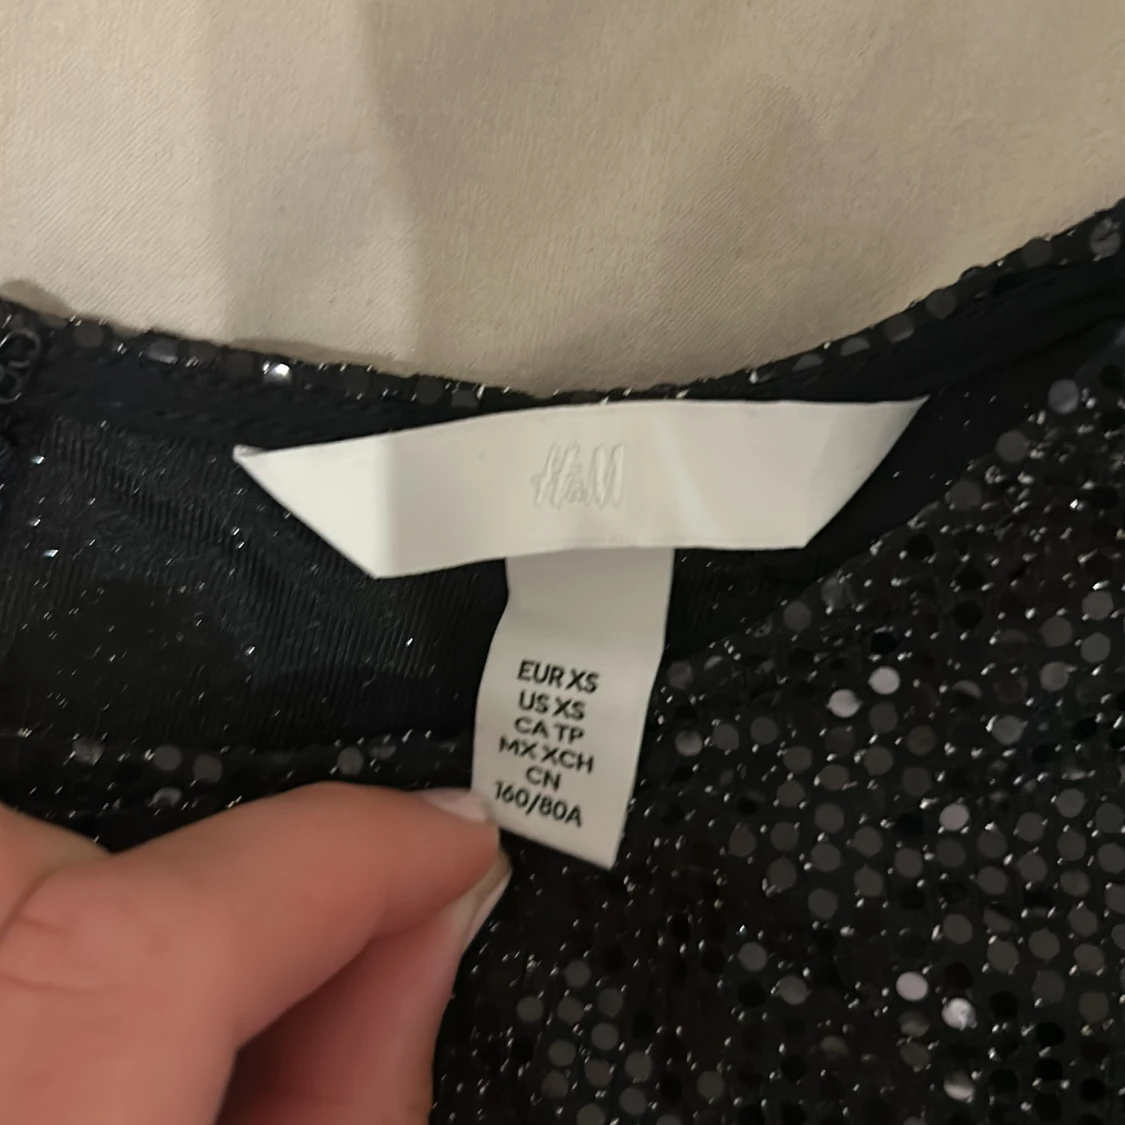 H&M
EUR XS
US XS
CA TP
MX XCH
CN
160/80A